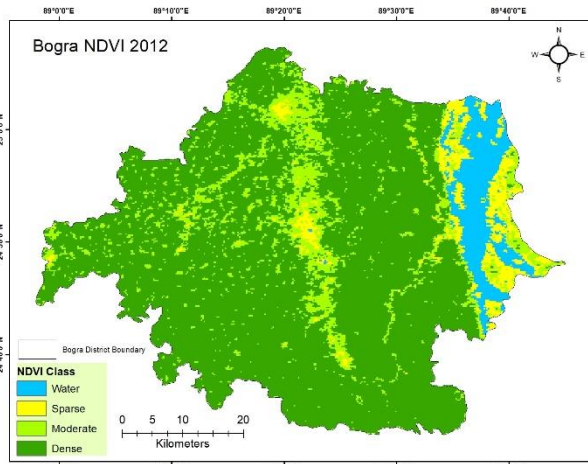 89°0'0"E 89°10'0"E 89°20'0"E 89°30'0"E 89°40'0"E
Bogra NDVI 2012
N
W E
S
Bogra District Boundary
NDVI Class
Water
Sparse
Moderate
Dense
0 5 10 20
Kilometers